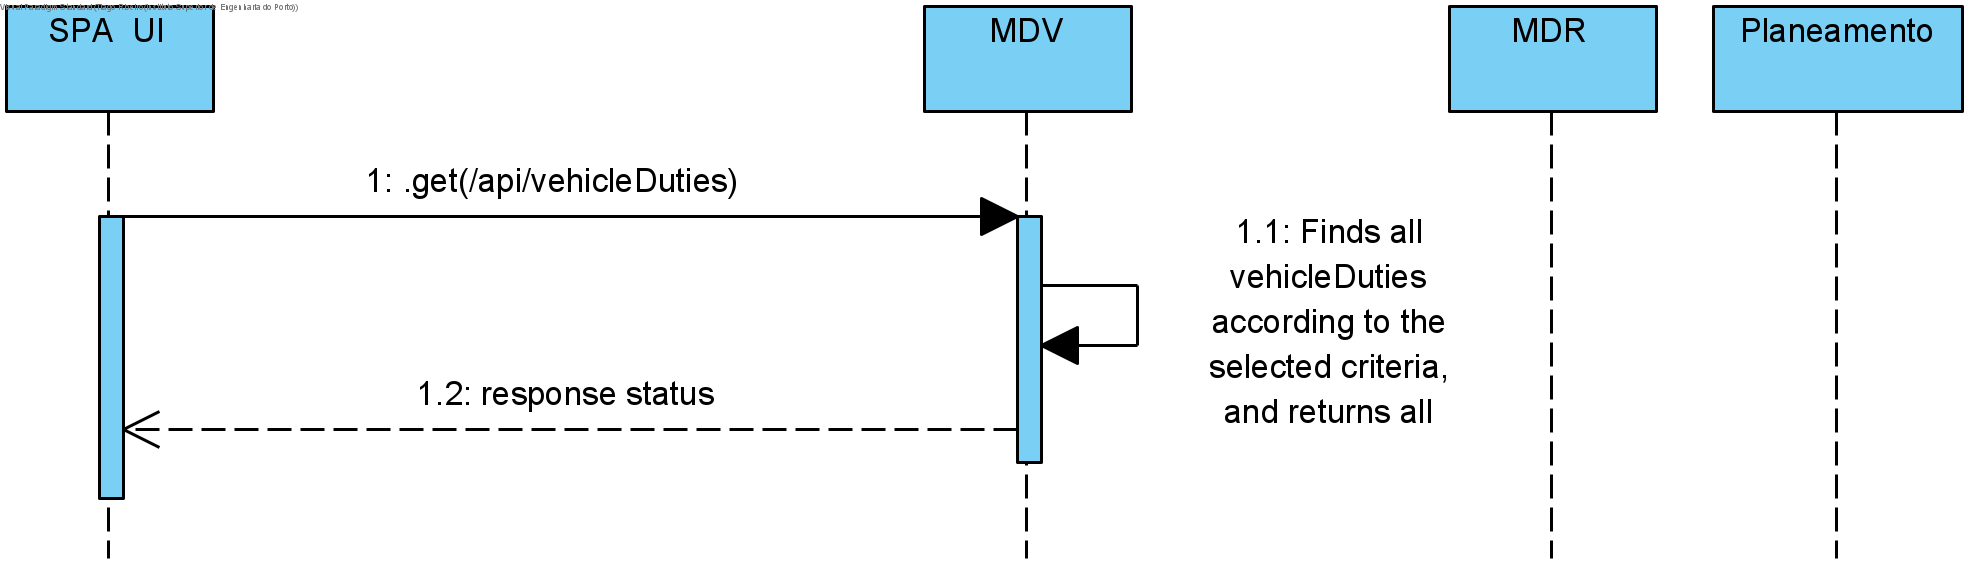 Engenharia do Porto))
SPA UI
MDV
MDR
Planeamento
1: .get(/api/vehicleDuties)
1.1: Finds all
vehicleDuties
according to the
selected criteria,
and returns all
1.2: response status